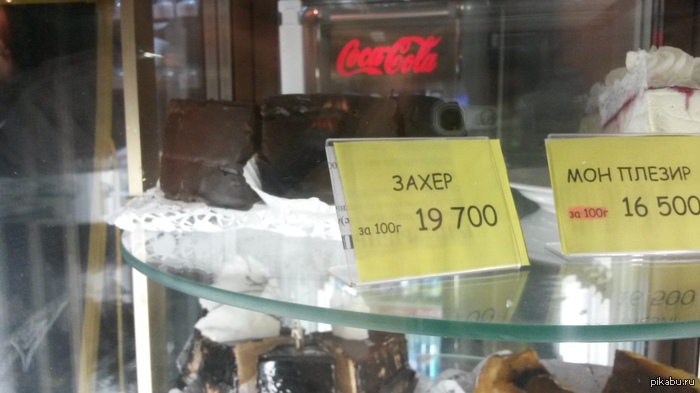 Coca-Cola
ЗАХЕР
за 100г 19 700
МОН ПЛЕЗИР
за 100г 16 500
pikabu.ru